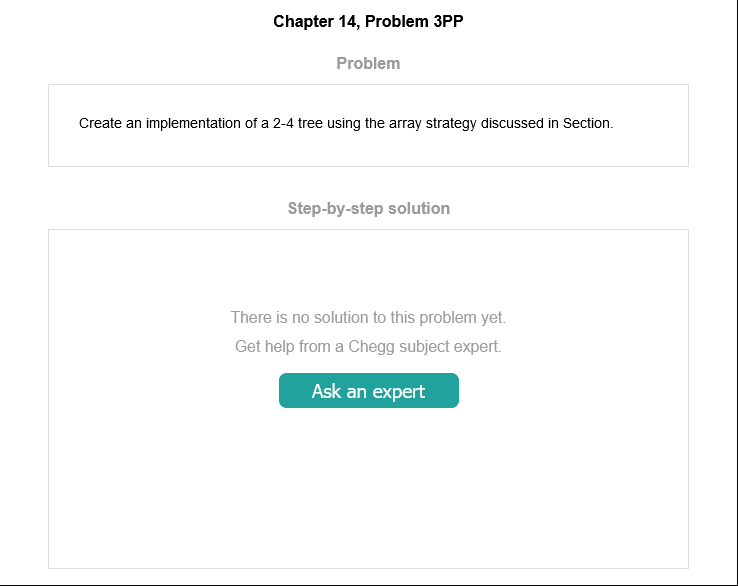 Chapter 14, Problem 3PP
Problem
Create an implementation of a 2-4 tree using the array strategy discussed in Section.
Step-by-step solution
There is no solution to this problem yet.
Get help from a Chegg subject expert.
Ask an expert